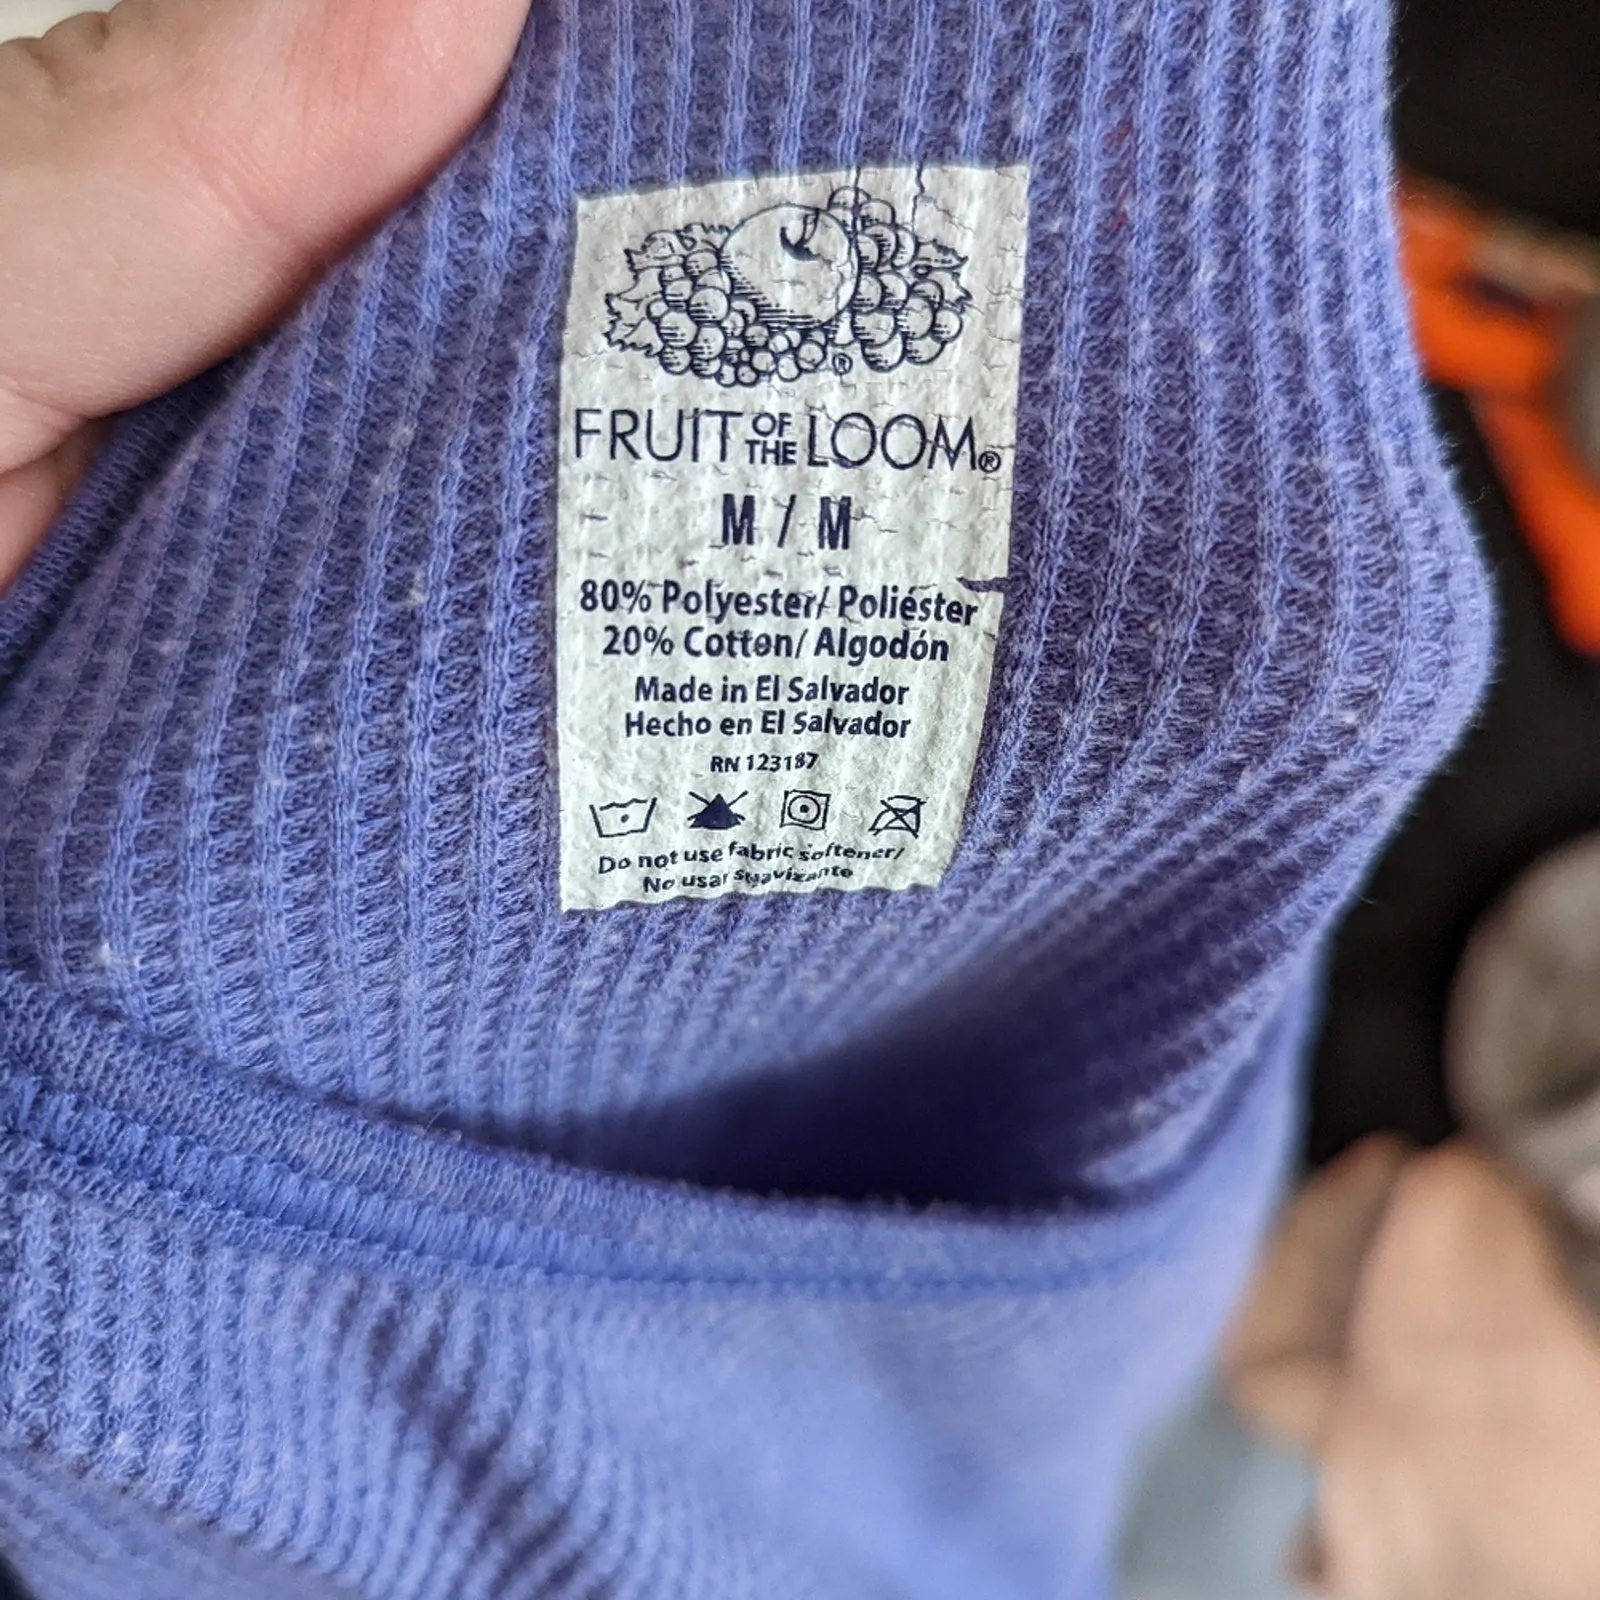 FRUIT OF THE LOOM®
M / M
80% Polyester/ Poliéster
20% Cotton/ Algodón
Made in El Salvador
Hecho en El Salvador
RN 123187
Do not use fabric softener/
No usar suavizante